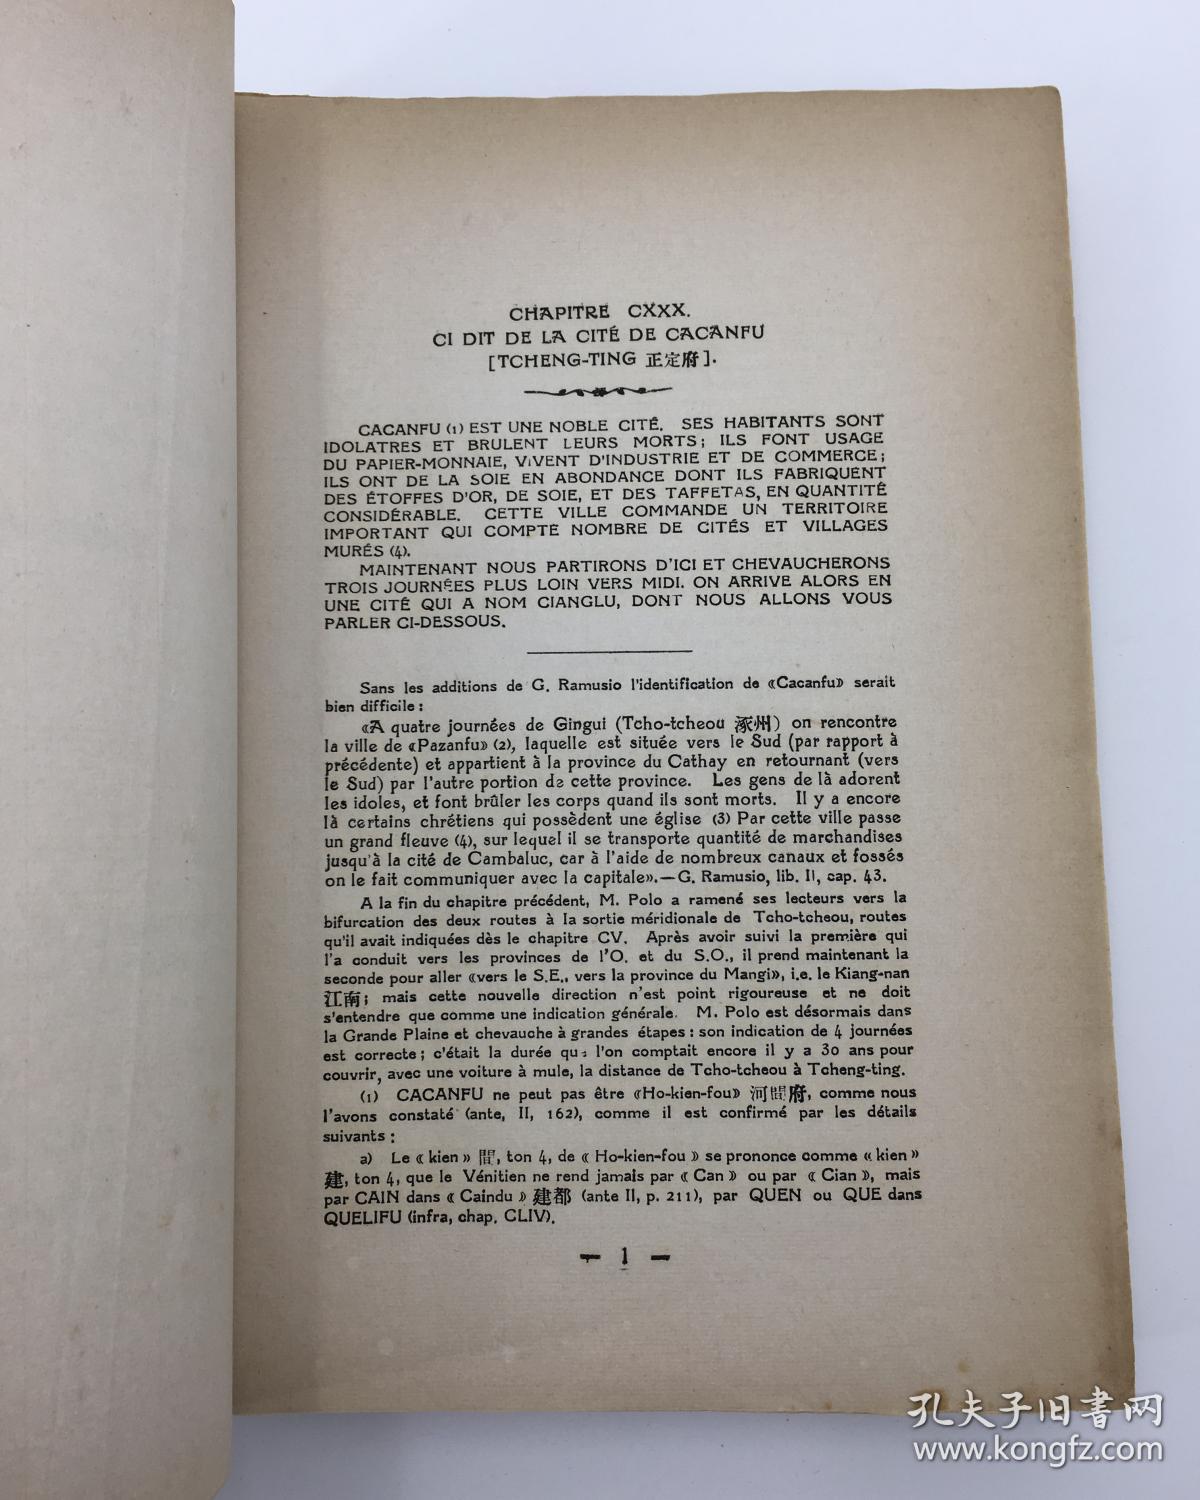 CHAPITRE CXXX.
CI DIT DE LA CITÉ DE CACANFU
[TCHENG-TING 正定府].
CACANFU (1) EST UNE NOBLE CITÉ. SES HABITANTS SONT
IDOLATRES ET BRULENT LEURS MORTS; ILS FONT USAGE
DU PAPIER-MONNAIE, VIVENT D'INDUSTRIE ET DE COMMERCE;
ILS ONT DE LA SOIE EN ABONDANCE DONT ILS FABRIQUENT
DES ÉTOFFES D'OR, DE SOIE, ET DES TAFFETAS, EN QUANTITÉ
CONSIDÉRABLE. CETTE VILLE COMMANDE UN TERRITOIRE
IMPORTANT QUI COMPTE NOMBRE DE CITÉS ET VILLAGES
MURÉS (4).
MAINTENANT NOUS PARTIRONS D'ICI ET CHEVAUCHERONS
TROIS JOURNÉES PLUS LOIN VERS MIDI. ON ARRIVE ALORS EN
UNE CITÉ QUI A NOM CIANGLU, DONT NOUS ALLONS VOUS
PARLER CI-DESSOUS.
Sans les additions de G. Ramusio l'identification de «Cacanfu» serait
bien difficile:
«A quatre journées de Gingui (Tcho-tcheou 涿州) on rencontre
la ville de «Pazanfu» (2), laquelle est située vers le Sud (par rapport à
précédente) et appartient à la province du Cathay en retournant (vers
le Sud) par l'autre portion de cette province. Les gens de là adorent
les idoles, et font brûler les corps quand ils sont morts. Il y a encore
là certains chrétiens qui possèdent une église (3) Par cette ville passe
un grand fleuve (4), sur lequel il se transporte quantité de marchandises
jusqu'à la cité de Cambaluc, car à l'aide de nombreux canaux et fossés
on le fait communiquer avec la capitale».—G. Ramusio, lib. II, cap. 43.
A la fin du chapitre précédent, M. Polo a ramené ses lecteurs vers la
bifurcation des deux routes à la sortie méridionale de Tcho-tcheou, routes
qu'il avait indiquées dès le chapitre CV. Après avoir suivi la première qui
l'a conduit vers les provinces de l'O. et du S.O., il prend maintenant la
seconde pour aller «vers le S.E., vers la province du Mangi», i.e. le Kiang-nan
江南; mais cette nouvelle direction n'est point rigoureuse et ne doit
s'entendre que comme une indication générale. M. Polo est désormais dans
la Grande Plaine et chevauche à grandes étapes: son indication de 4 journées
est correcte; c'était la durée que l'on comptait encore il y a 30 ans pour
couvrir, avec une voiture à mule, la distance de Tcho-tcheou à Tcheng-ting.
(1) CACANFU ne peut pas être «Ho-kien-fou» 河間府, comme nous
l'avons constaté (ante, II, 162), comme il est confirmé par les détails
suivants:
a) Le «kien» 間, ton 4, de «Ho-kien-fou» se prononce comme «kien»
建, ton 4, que le Vénitien ne rend jamais par «Can» ou par «Cian», mais
par CAIN dans «Caindu» 建都 (ante II, p. 211), par QUEN ou QUE dans
QUELIFU (infra, chap. CLIV).
— 1 —
孔夫子旧书网
www.kongfz.com